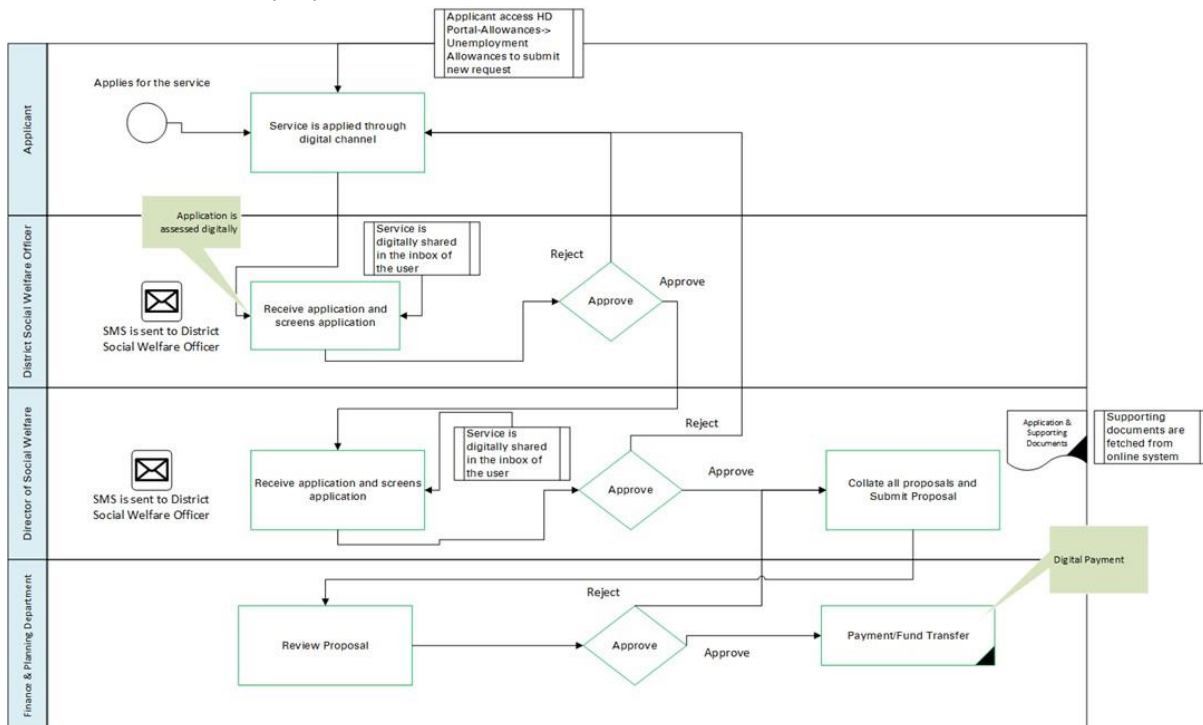 Applicant access HD
Portal-Allowances->
Unemployment
Allowances to submit
new request
Applicant
Applies for the service
Service is applied through
digital channel
District Social Welfare Officer
Application is
assessed digitally
Service is
digitally shared
in the inbox of
the user
Reject
Approve
Approve
Receive application and
screens application
SMS is sent to District
Social Welfare Officer
Director of Social Welfare
Service is
digitally shared
in the inbox of
the user
Reject
Approve
Approve
Application &
Supporting
Documents
Supporting
documents are
fetched from
online system
Receive application and screens
application
Collate all proposals and
Submit Proposal
SMS is sent to District
Social Welfare Officer
Finance & Planning Department
Digital Payment
Reject
Review Proposal
Approve
Approve
Payment/Fund Transfer